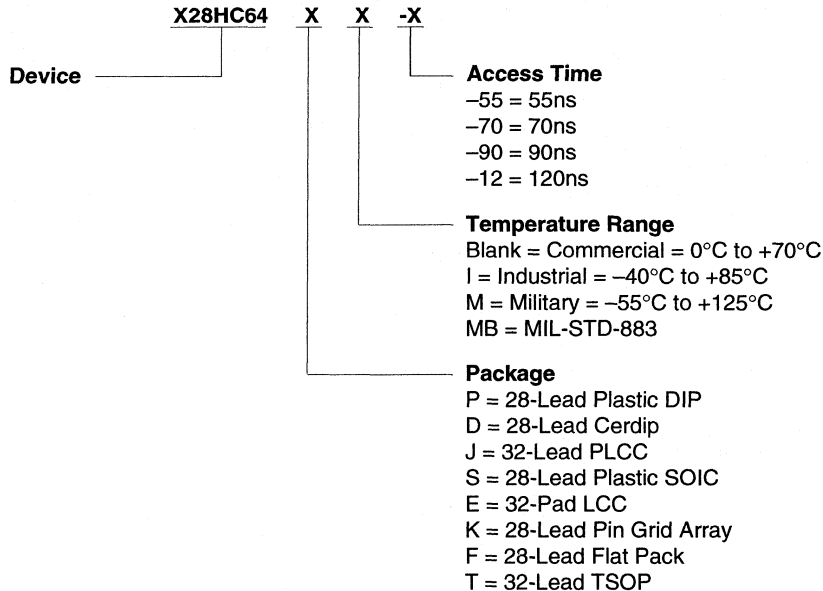 X28HC64 X X -X
Device
Access Time
–55 = 55ns
–70 = 70ns
–90 = 90ns
–12 = 120ns
Temperature Range
Blank = Commercial = 0°C to +70°C
I = Industrial = –40°C to +85°C
M = Military = –55°C to +125°C
MB = MIL-STD-883
Package
P = 28-Lead Plastic DIP
D = 28-Lead Cerdip
J = 32-Lead PLCC
S = 28-Lead Plastic SOIC
E = 32-Pad LCC
K = 28-Lead Pin Grid Array
F = 28-Lead Flat Pack
T = 32-Lead TSOP